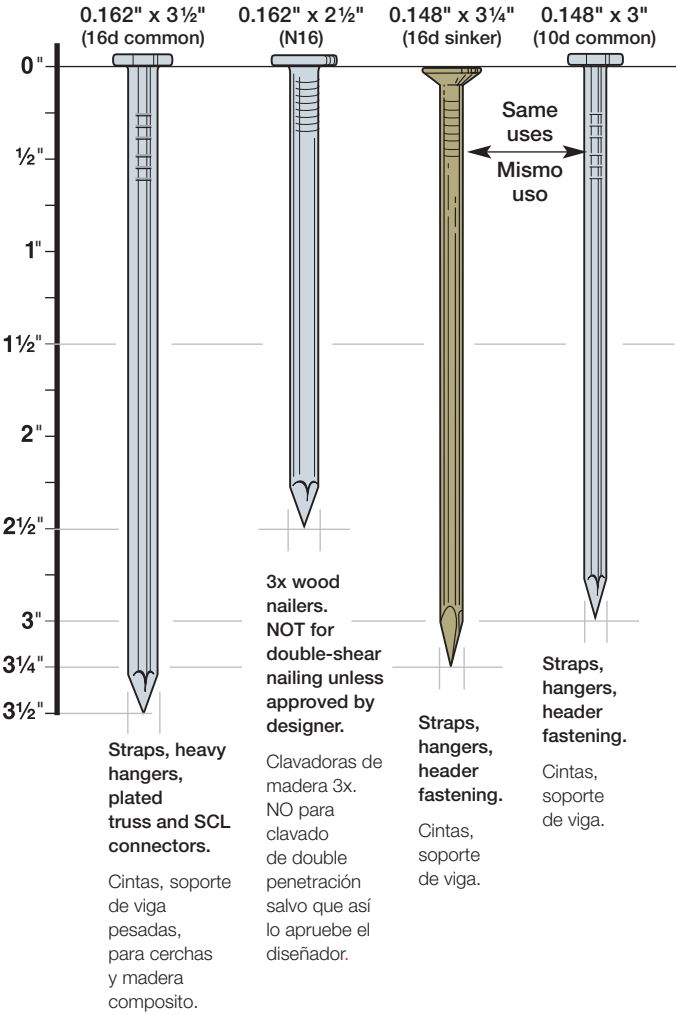 0.162" x 3½"
(16d common)
0.162" x 2½"
(N16)
0.148" x 3¼"
(16d sinker)
0.148" x 3"
(10d common)
0"
½"
1"
1½"
2"
2½"
3"
3¼"
3½"
Same
uses
Mismo
uso
Straps, heavy
hangers,
plated
truss and SCL
connectors.
Cintas, soporte
de viga
pesadas,
para cerchas
y madera
composito.
3x wood
nailers.
NOT for
double-shear
nailing unless
approved by
designer.
Clavadoras de
madera 3x.
NO para
clavado
de double
penetración
salvo que así
lo apruebe el
diseñador.
Straps,
hangers,
header
fastening.
Cintas,
soporte
de viga.
Straps,
hangers,
header
fastening.
Cintas,
soporte
de viga.